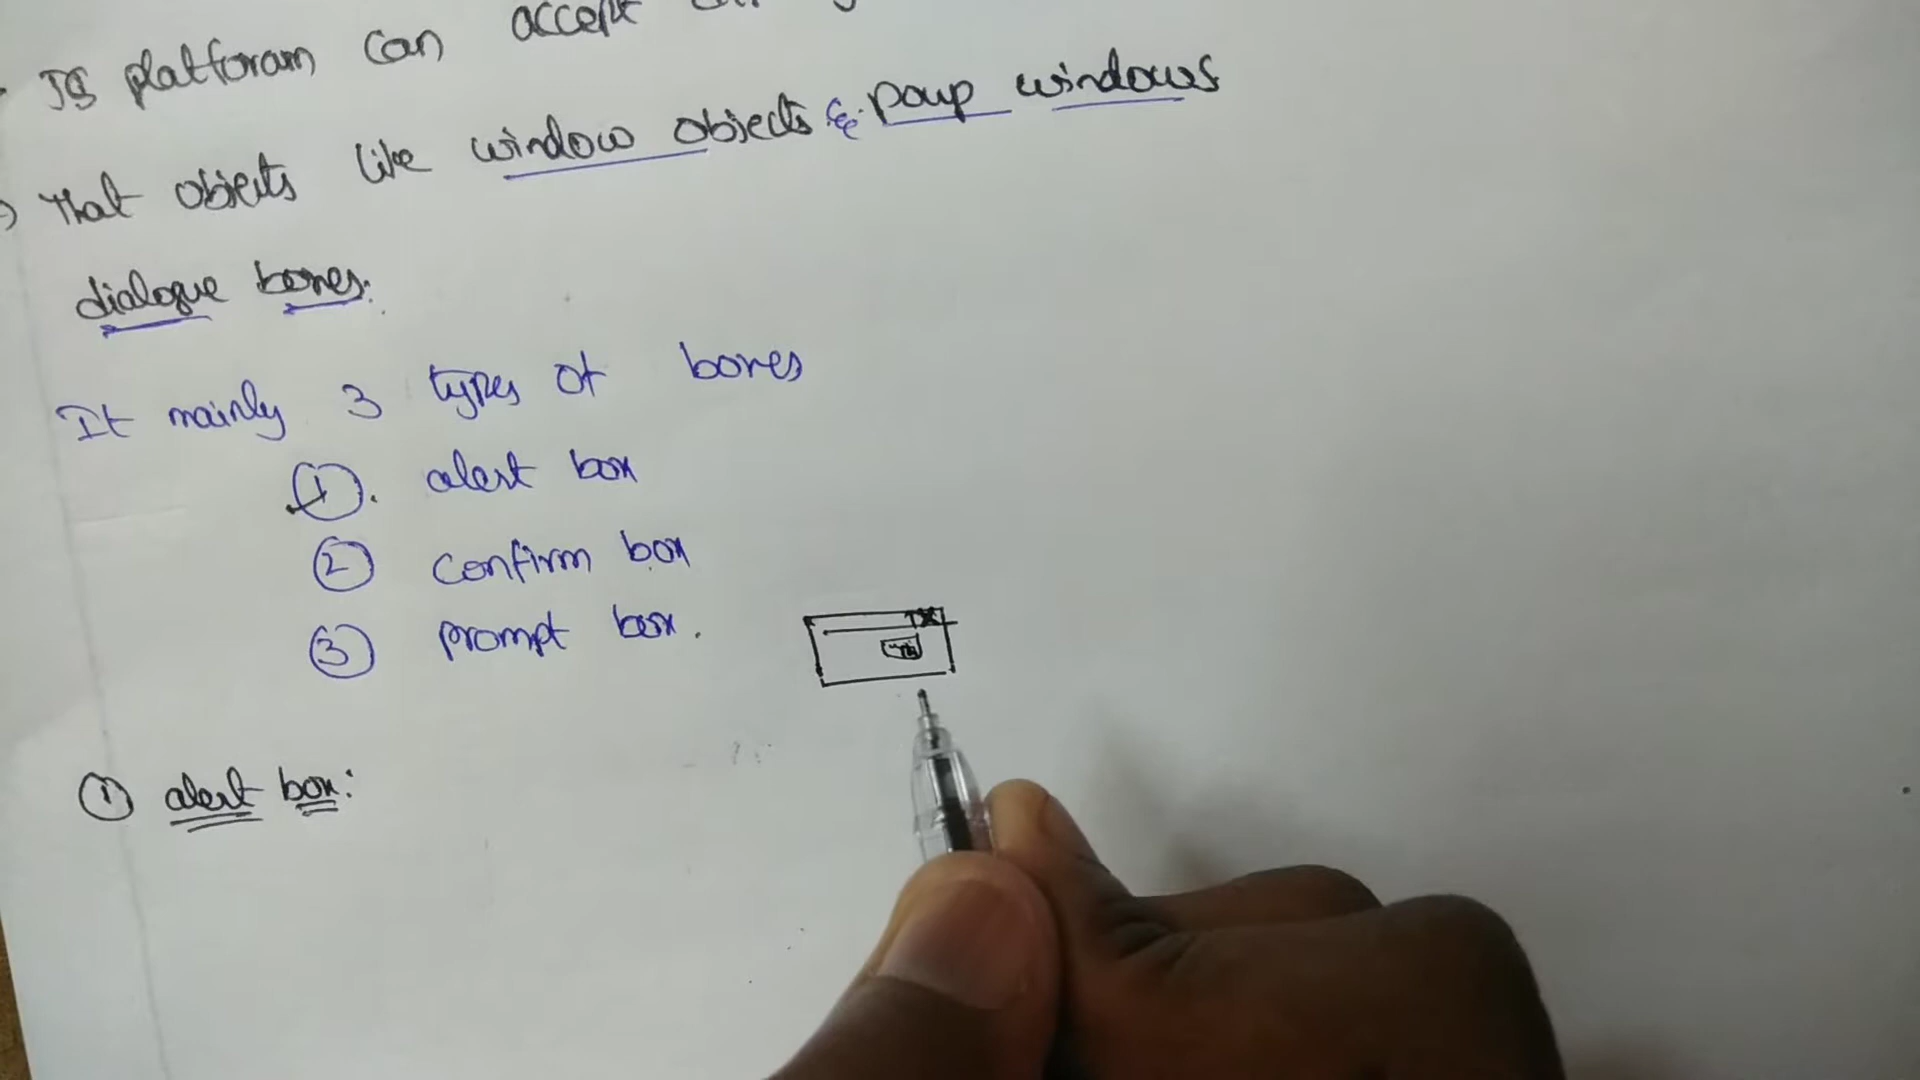 JS platforam can accept
That objects like window objects & poup windows
dialogue boxes.
It mainly 3 types of boxes
①. alert box
② confirm box
③ prompt box.
① alert box: